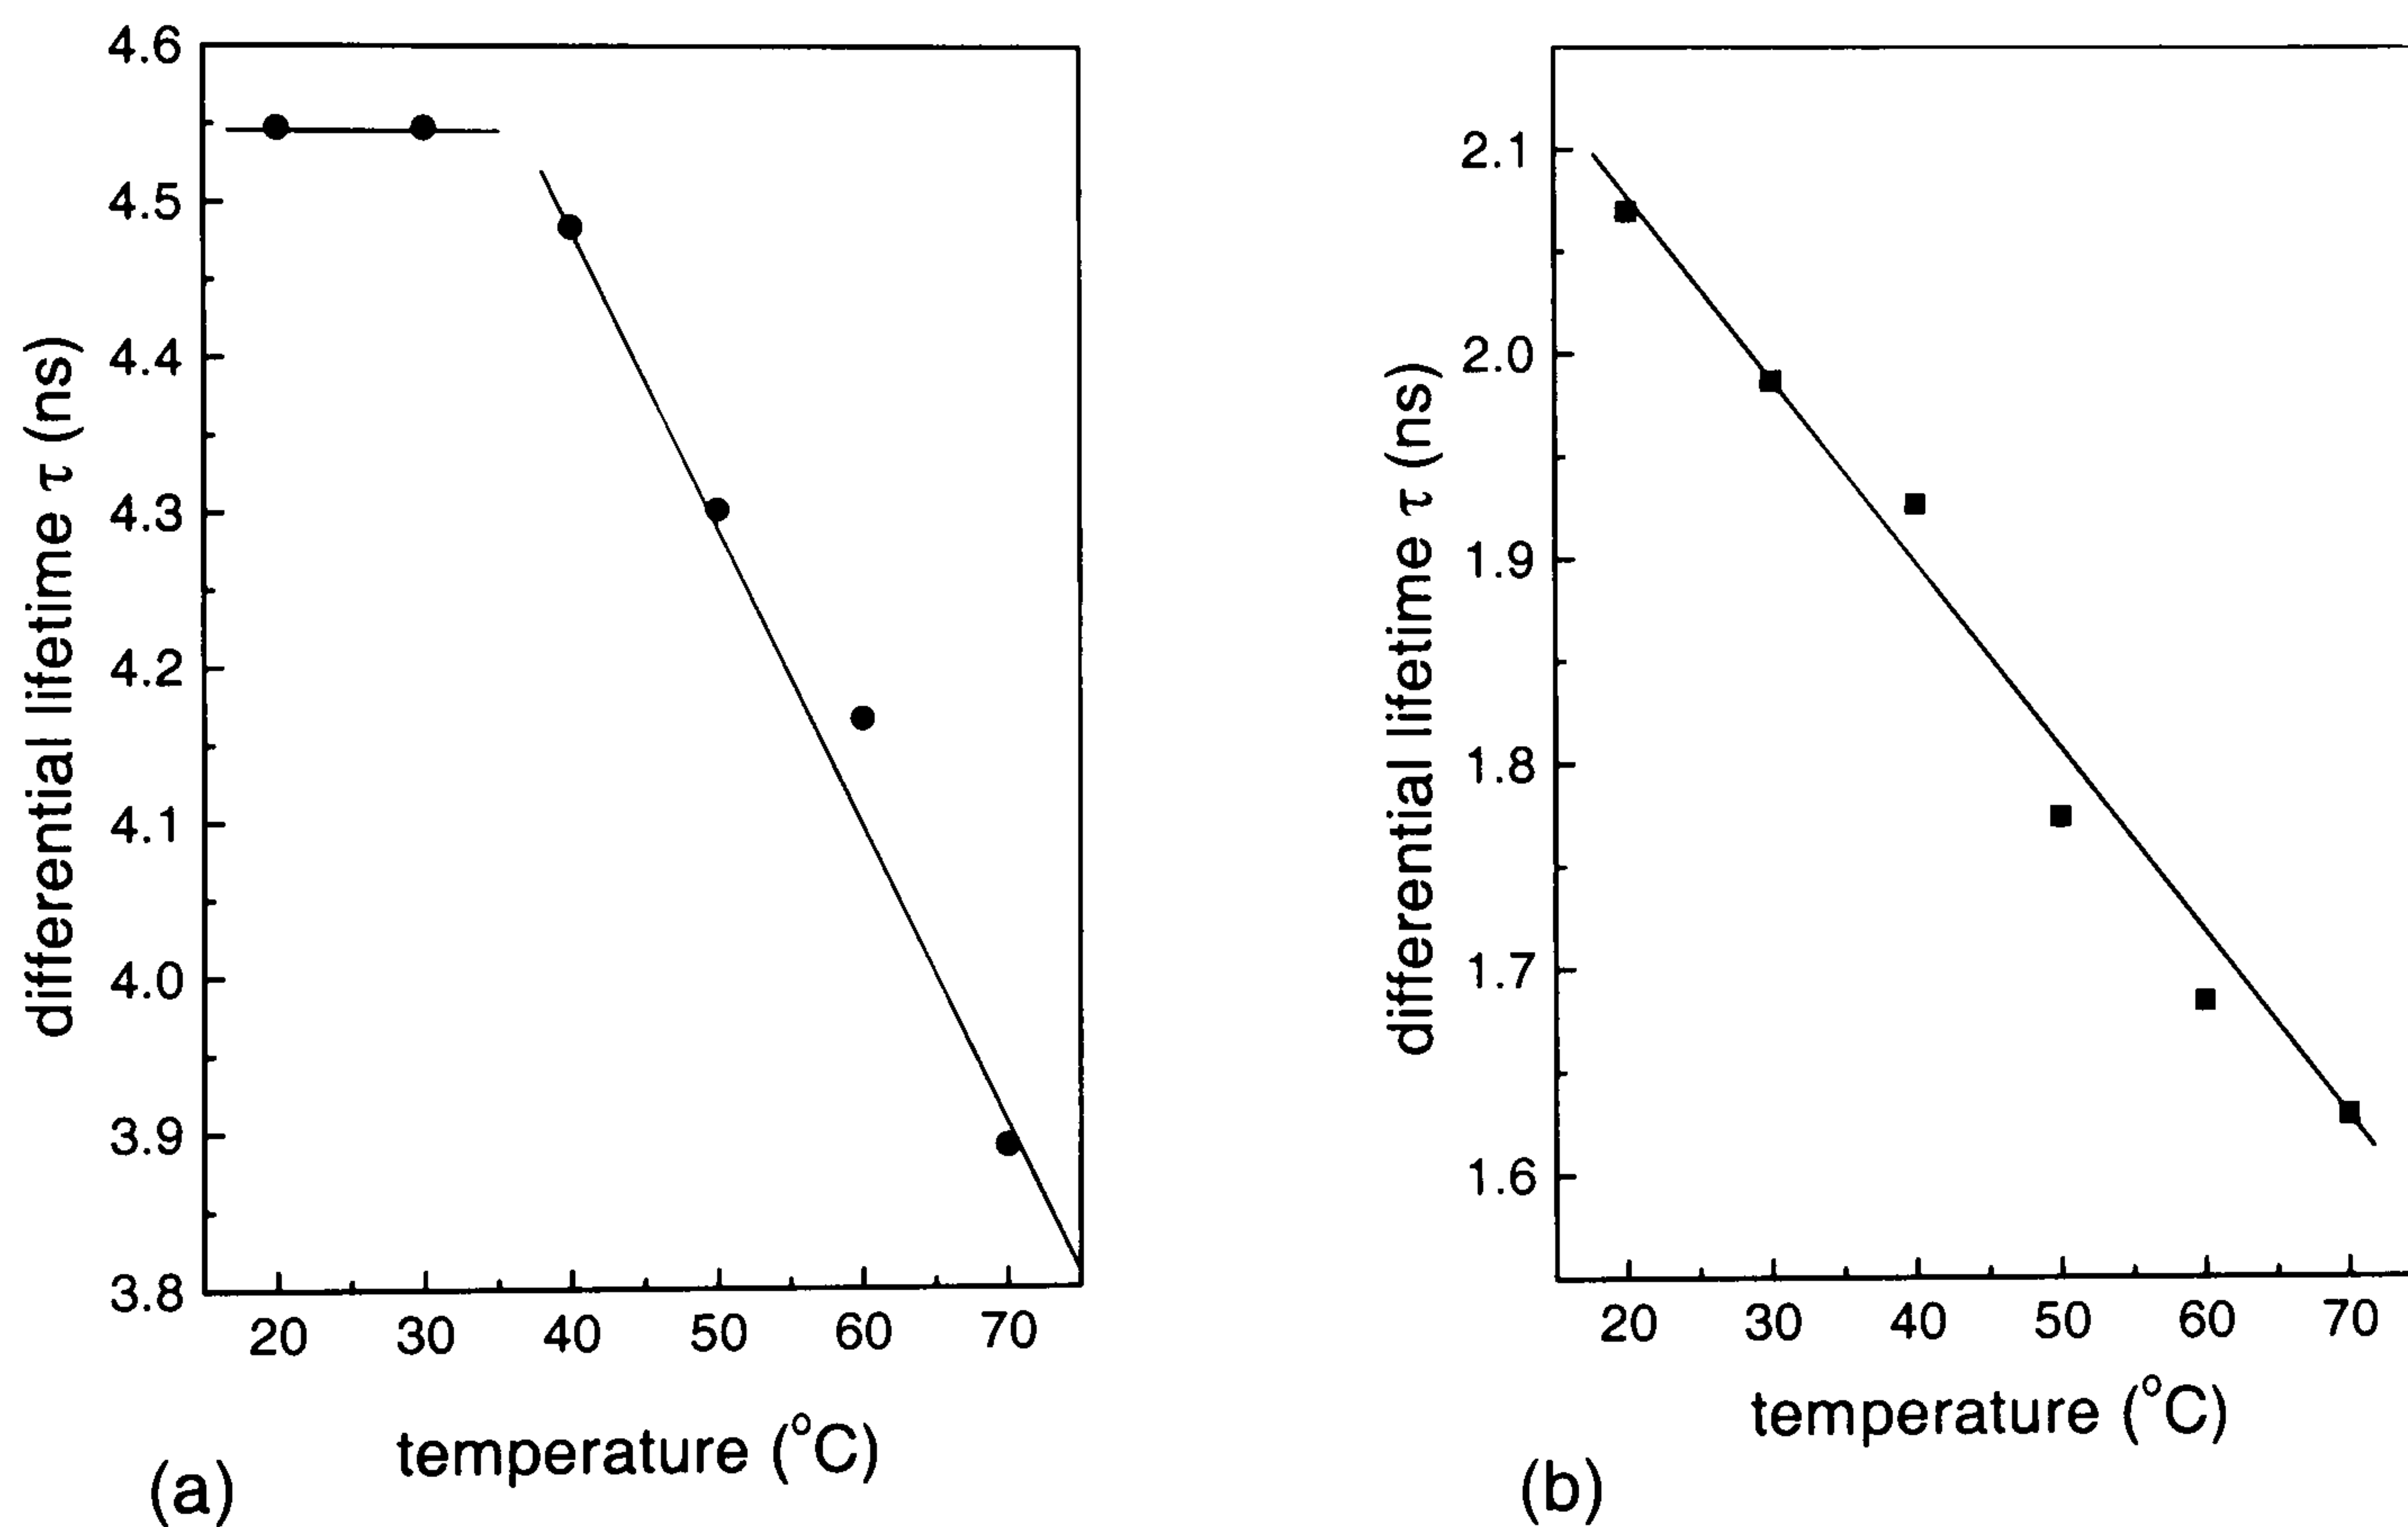 4.6
4.5
4.4
4.3
4.2
4.1
4.0
3.9
3.8
differential lifetime τ (ns)
20 30 40 50 60 70
temperature (°C)
(a)
2.1
2.0
1.9
1.8
1.7
1.6
differential lifetime τ (ns)
20 30 40 50 60 70
temperature (°C)
(b)